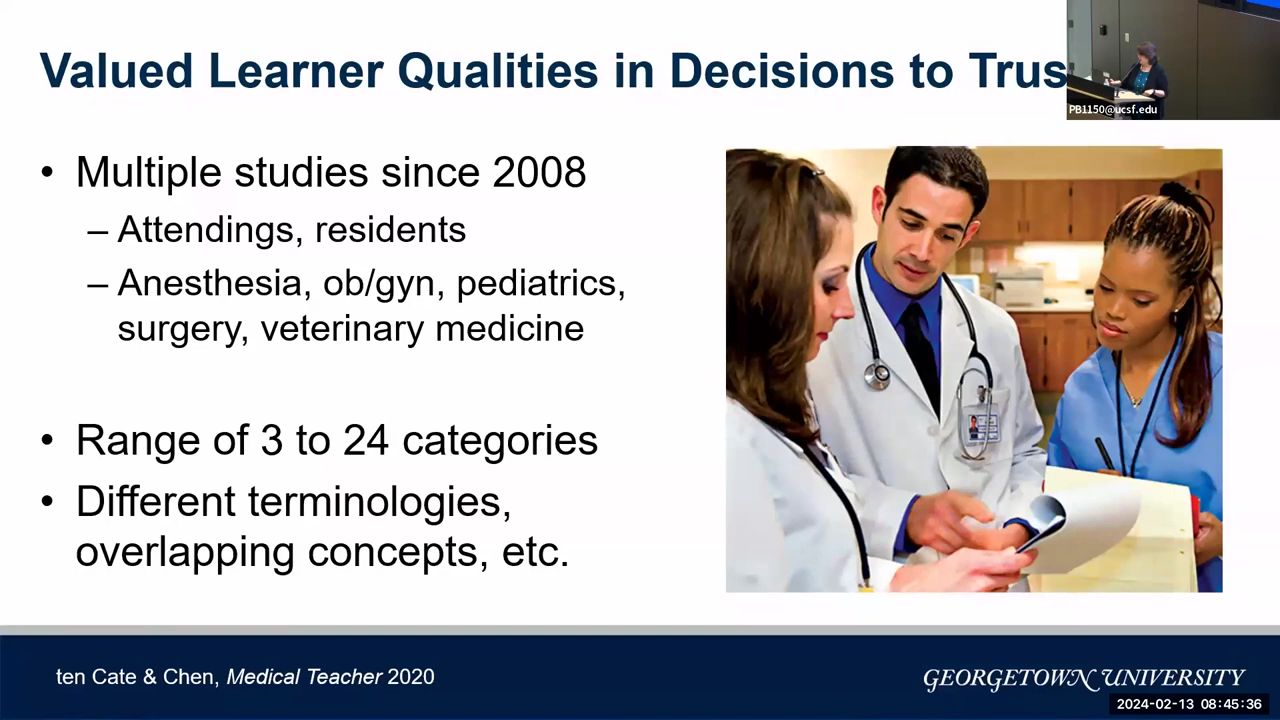 Valued Learner Qualities in Decisions to Trus
PB1150@ucsf.edu
• Multiple studies since 2008
– Attendings, residents
– Anesthesia, ob/gyn, pediatrics,
surgery, veterinary medicine
• Range of 3 to 24 categories
• Different terminologies,
overlapping concepts, etc.
ten Cate & Chen, Medical Teacher 2020
GEORGETOWN UNIVERSITY
2024-02-13 08:45:36